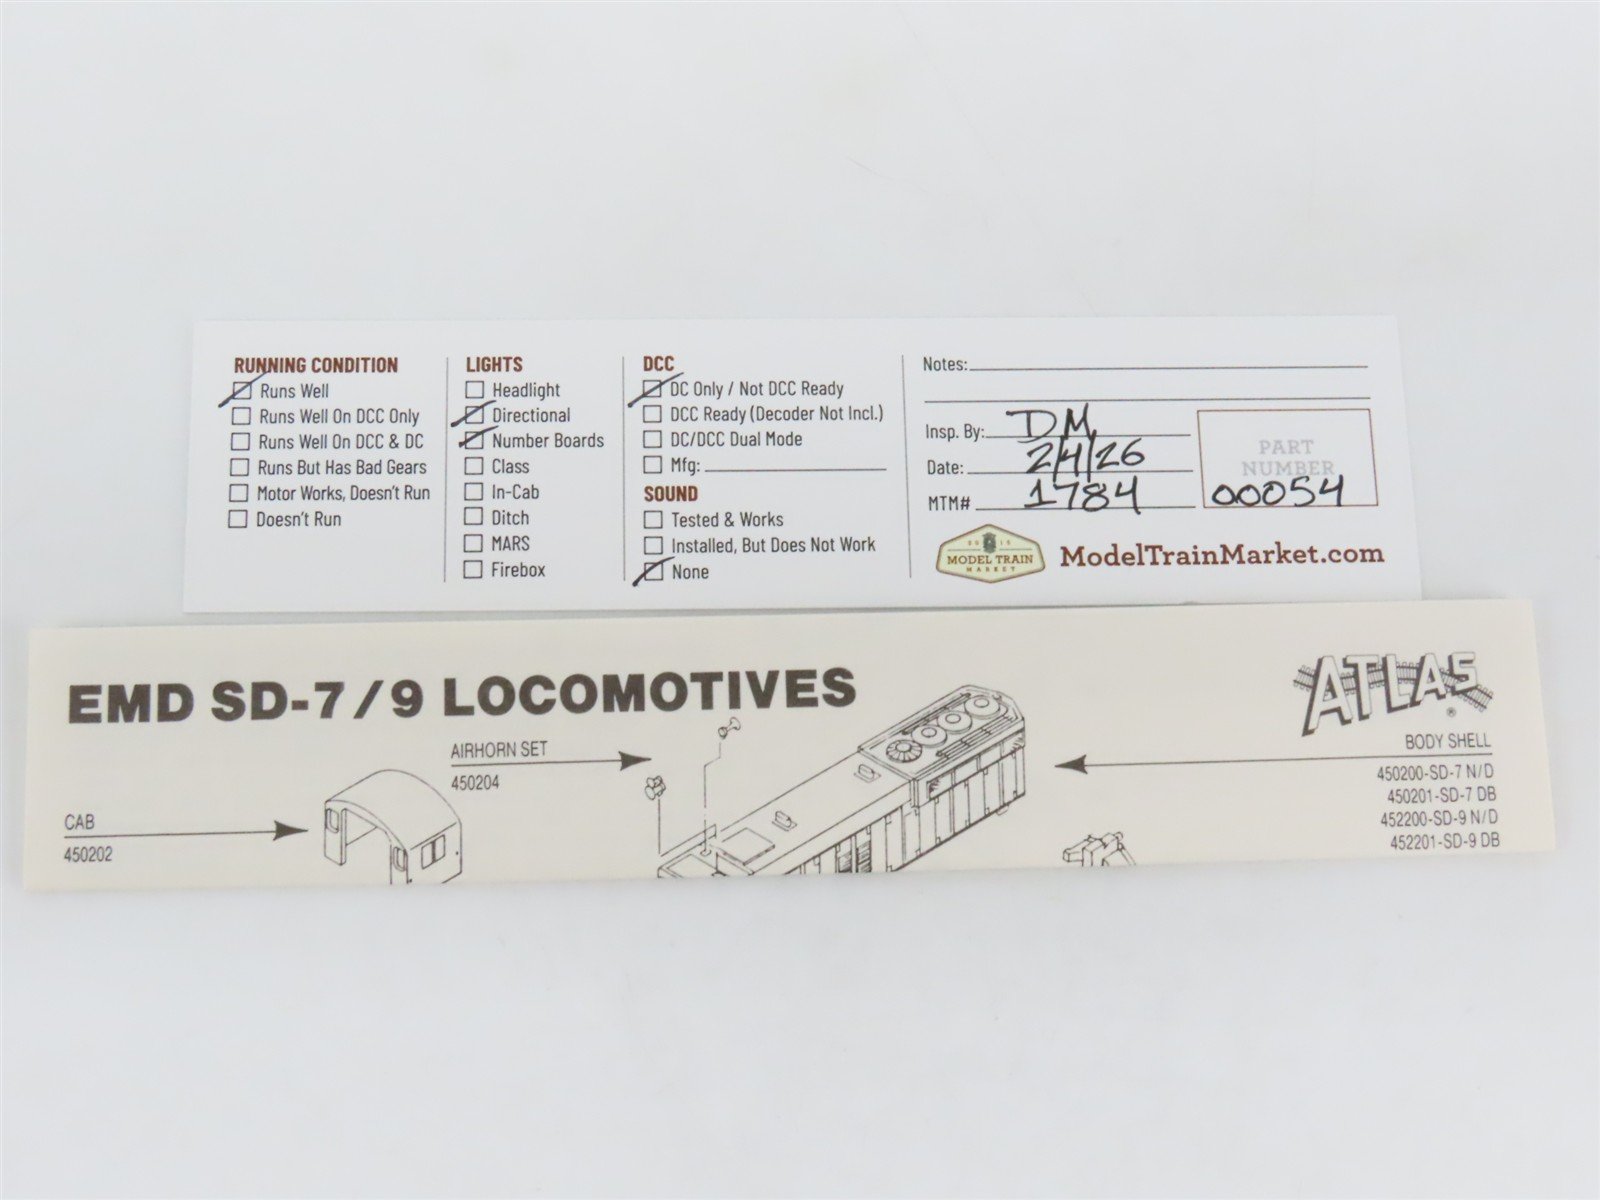 RUNNING CONDITION
Runs Well
Runs Well On DCC Only
Runs Well On DCC & DC
Runs But Has Bad Gears
Motor Works, Doesn't Run
Doesn't Run
LIGHTS
Headlight
Directional
Number Boards
Class
In-Cab
Ditch
MARS
Firebox
DCC
DC Only / Not DCC Ready
DCC Ready (Decoder Not Incl.)
DC/DCC Dual Mode
Mfg:
SOUND
Tested & Works
Installed, But Does Not Work
None
Notes:
Insp. By: DM
Date: 2/4/26
MTM# 1784
PART
NUMBER
00054
2015
MODEL TRAIN
MARKET
ModelTrainMarket.com
EMD SD-7/9 LOCOMOTIVES
ATLAS
®
AIRHORN SET
450204
CAB
450202
BODY SHELL
450200-SD-7 N/D
450201-SD-7 DB
452200-SD-9 N/D
452201-SD-9 DB